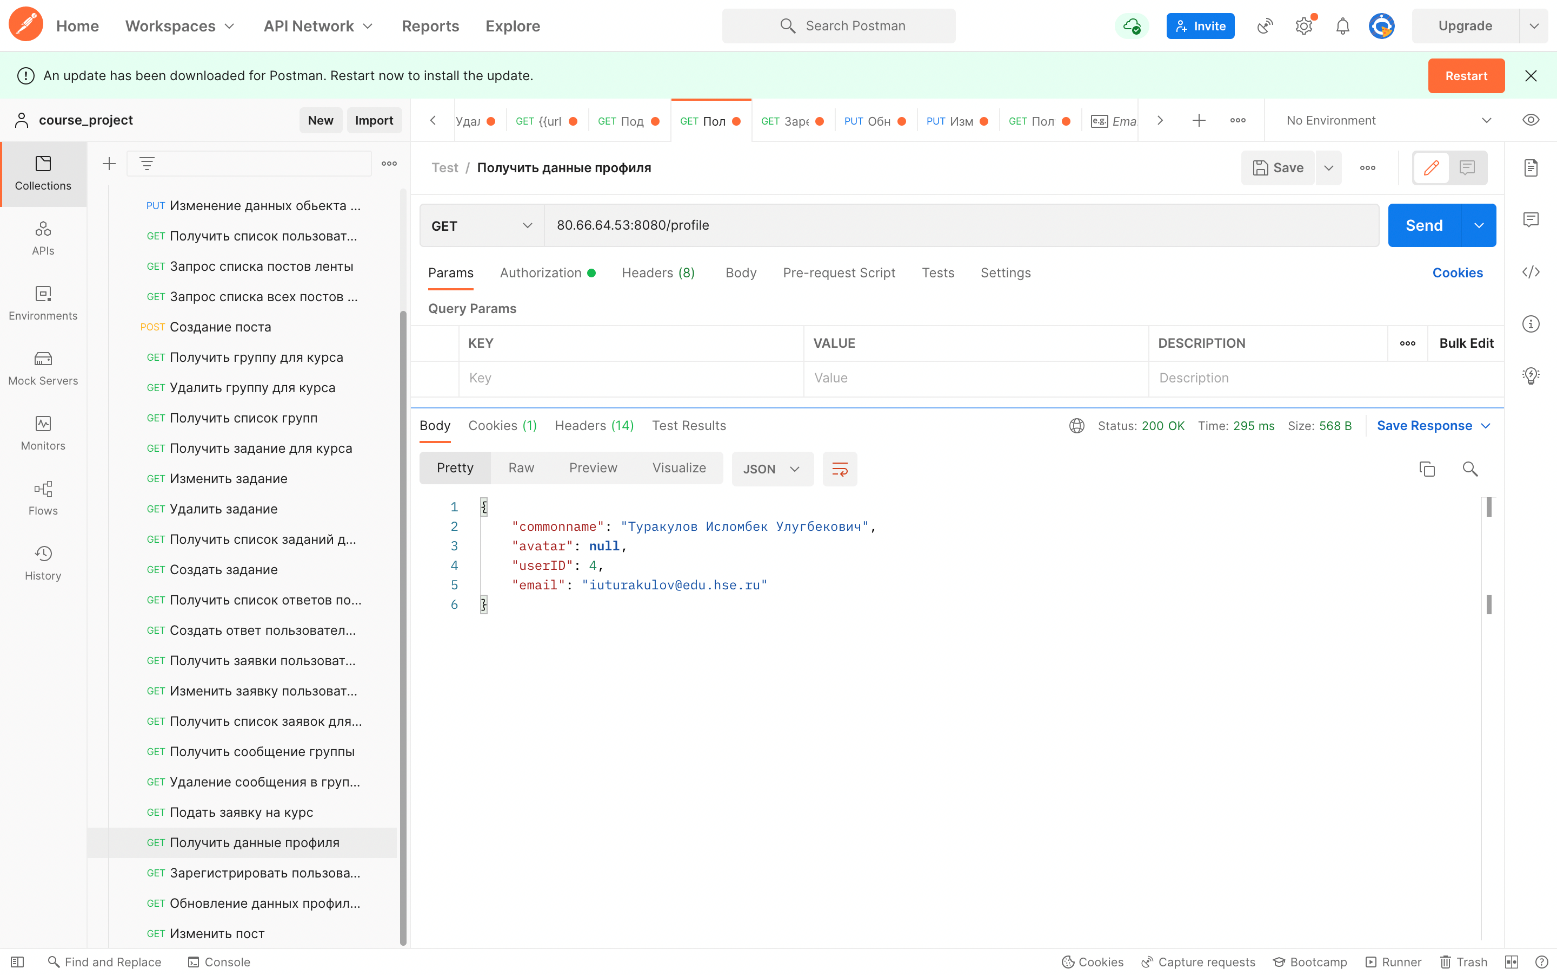 Home Workspaces API Network Reports Explore Search Postman Invite Upgrade
An update has been downloaded for Postman. Restart now to install the update. Restart
course_project New Import
GET {{url GET Под GET Пол PUT Обн PUT Изм GET Пол e.g. No Environment
Collections
APIs
Environments
Mock Servers
Monitors
Flows
History
PUT Изменение данных обьекта ...
GET Получить список пользоват...
GET Запрос списка постов ленты
GET Запрос списка всех постов ...
POST Создание поста
GET Получить группу для курса
GET Удалить группу для курса
GET Получить список групп
GET Получить задание для курса
GET Изменить задание
GET Удалить задание
GET Получить список заданий д...
GET Создать задание
GET Получить список ответов по...
GET Создать ответ пользовател...
GET Получить заявки пользоват...
GET Изменить заявку пользоват...
GET Получить список заявок для...
GET Получить сообщение группы
GET Удаление сообщения в груп...
GET Подать заявку на курс
GET Получить данные профиля
GET Зарегистрировать пользова...
GET Обновление данных профил...
GET Изменить пост
Test / Получить данные профиля Save
GET 80.66.64.53:8080/profile Send
Params Authorization Headers (8) Body Pre-request Script Tests Settings Cookies
Query Params
KEY VALUE DESCRIPTION Bulk Edit
Key Value Description
Body Cookies (1) Headers (14) Test Results Status: 200 OK Time: 295 ms Size: 568 B Save Response
Pretty Raw Preview Visualize JSON
1 {
2 "commonname": "Туракулов Исломбек Улугбекович",
3 "avatar": null,
4 "userID": 4,
5 "email": "iuturakulov@edu.hse.ru"
6 }
Find and Replace Console Cookies Capture requests Bootcamp Runner Trash